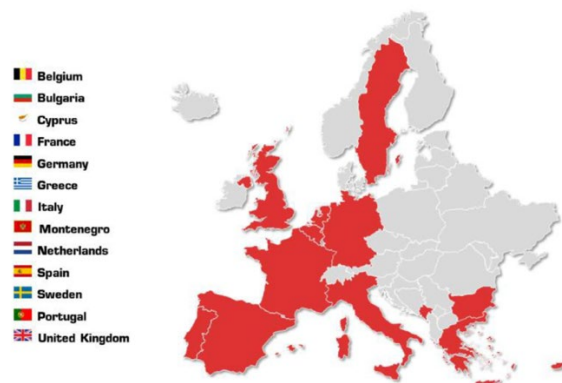 Belgium
Bulgaria
Cyprus
France
Germany
Greece
Italy
Montenegro
Netherlands
Spain
Sweden
Portugal
United Kingdom